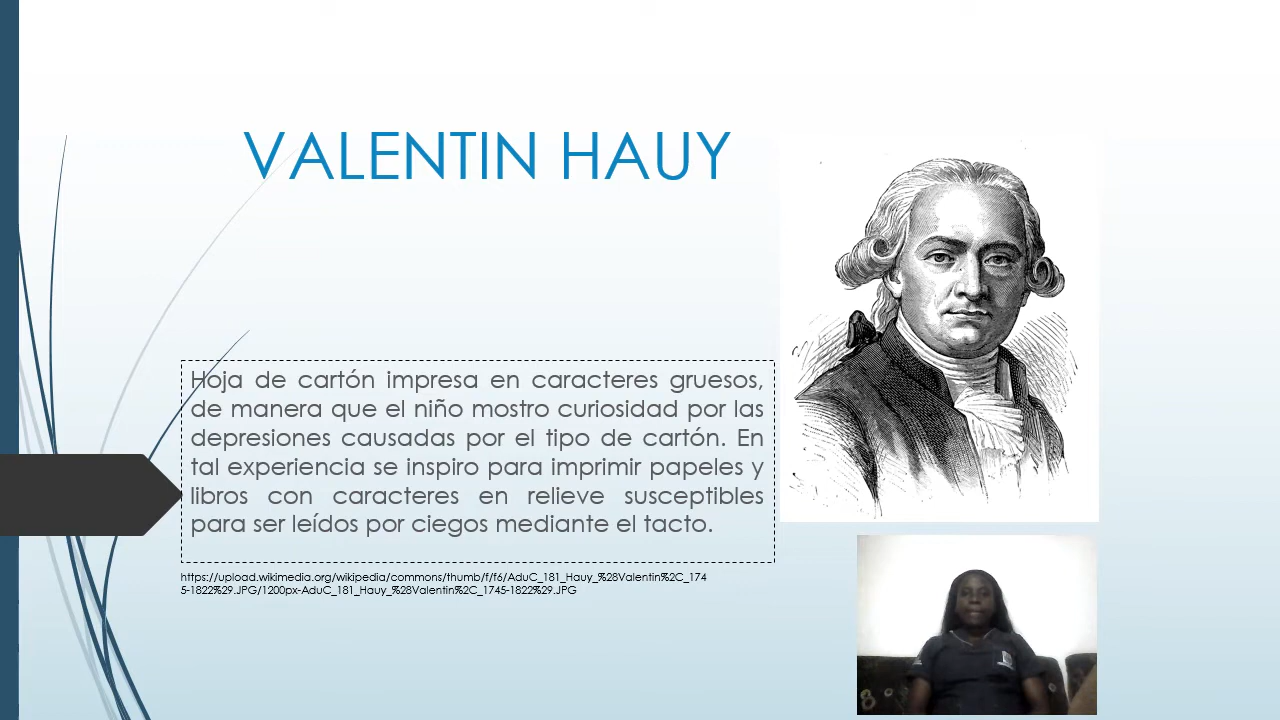 VALENTIN HAUY
Hoja de cartón impresa en caracteres gruesos,
de manera que el niño mostro curiosidad por las
depresiones causadas por el tipo de cartón. En
tal experiencia se inspiro para imprimir papeles y
libros con caracteres en relieve susceptibles
para ser leídos por ciegos mediante el tacto.
https://upload.wikimedia.org/wikipedia/commons/thumb/f/f6/AduC_181_Hauy_%28Valentin%2C_174
5-1822%29.JPG/1200px-AduC_181_Hauy_%28Valentin%2C_1745-1822%29.JPG